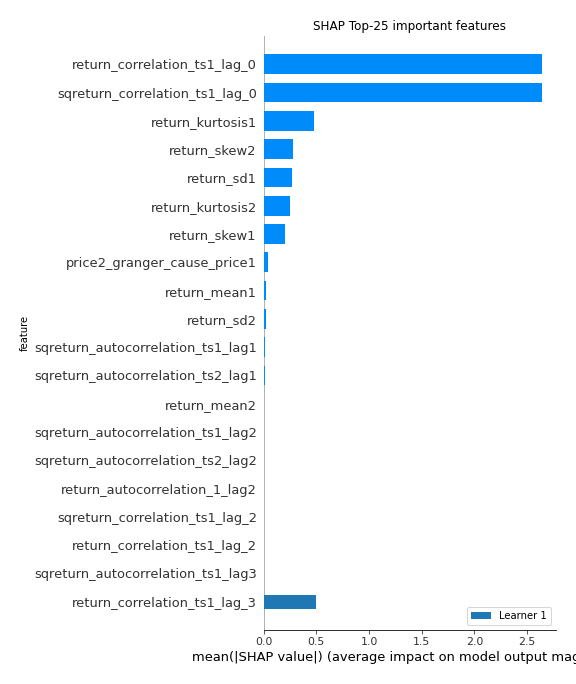 SHAP Top-25 important features
return_correlation_ts1_lag_0
sqreturn_correlation_ts1_lag_0
return_kurtosis1
return_skew2
return_sd1
return_kurtosis2
return_skew1
price2_granger_cause_price1
return_mean1
return_sd2
sqreturn_autocorrelation_ts1_lag1
sqreturn_autocorrelation_ts2_lag1
return_mean2
sqreturn_autocorrelation_ts1_lag2
sqreturn_autocorrelation_ts2_lag2
return_autocorrelation_1_lag2
sqreturn_correlation_ts1_lag_2
return_correlation_ts1_lag_2
sqreturn_autocorrelation_ts1_lag3
return_correlation_ts1_lag_3
feature
Learner 1
0.0 0.5 1.0 1.5 2.0 2.5
mean(|SHAP value|) (average impact on model output mag